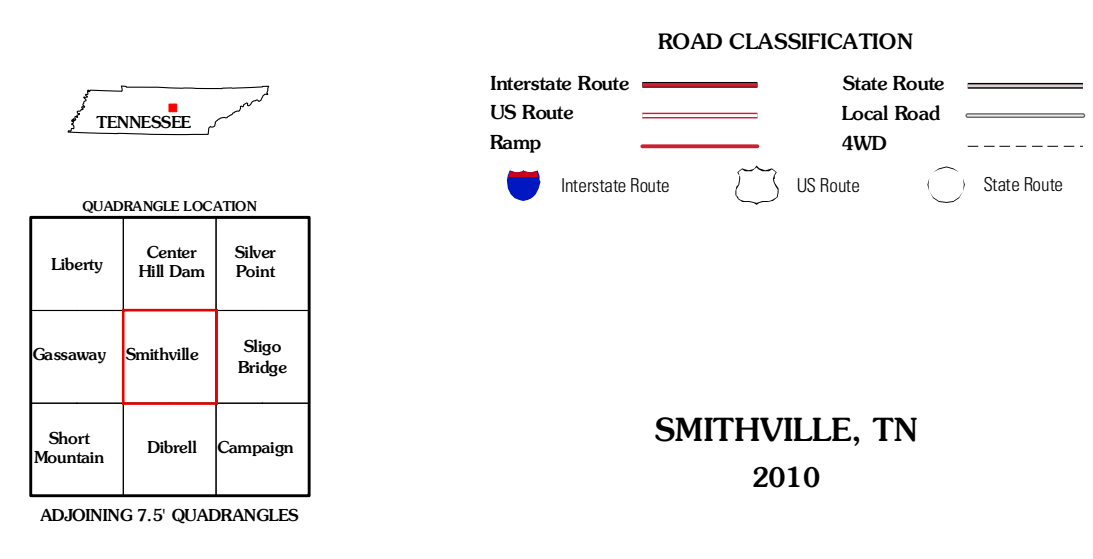 TENNESSEE
QUADRANGLE LOCATION
Liberty
Center
Hill Dam
Silver
Point
Gassaway
Smithville
Sligo
Bridge
Short
Mountain
Dibrell
Campaign
ADJOINING 7.5' QUADRANGLES
ROAD CLASSIFICATION
Interstate Route
State Route
US Route
Local Road
Ramp
4WD
Interstate Route
US Route
State Route
SMITHVILLE, TN
2010